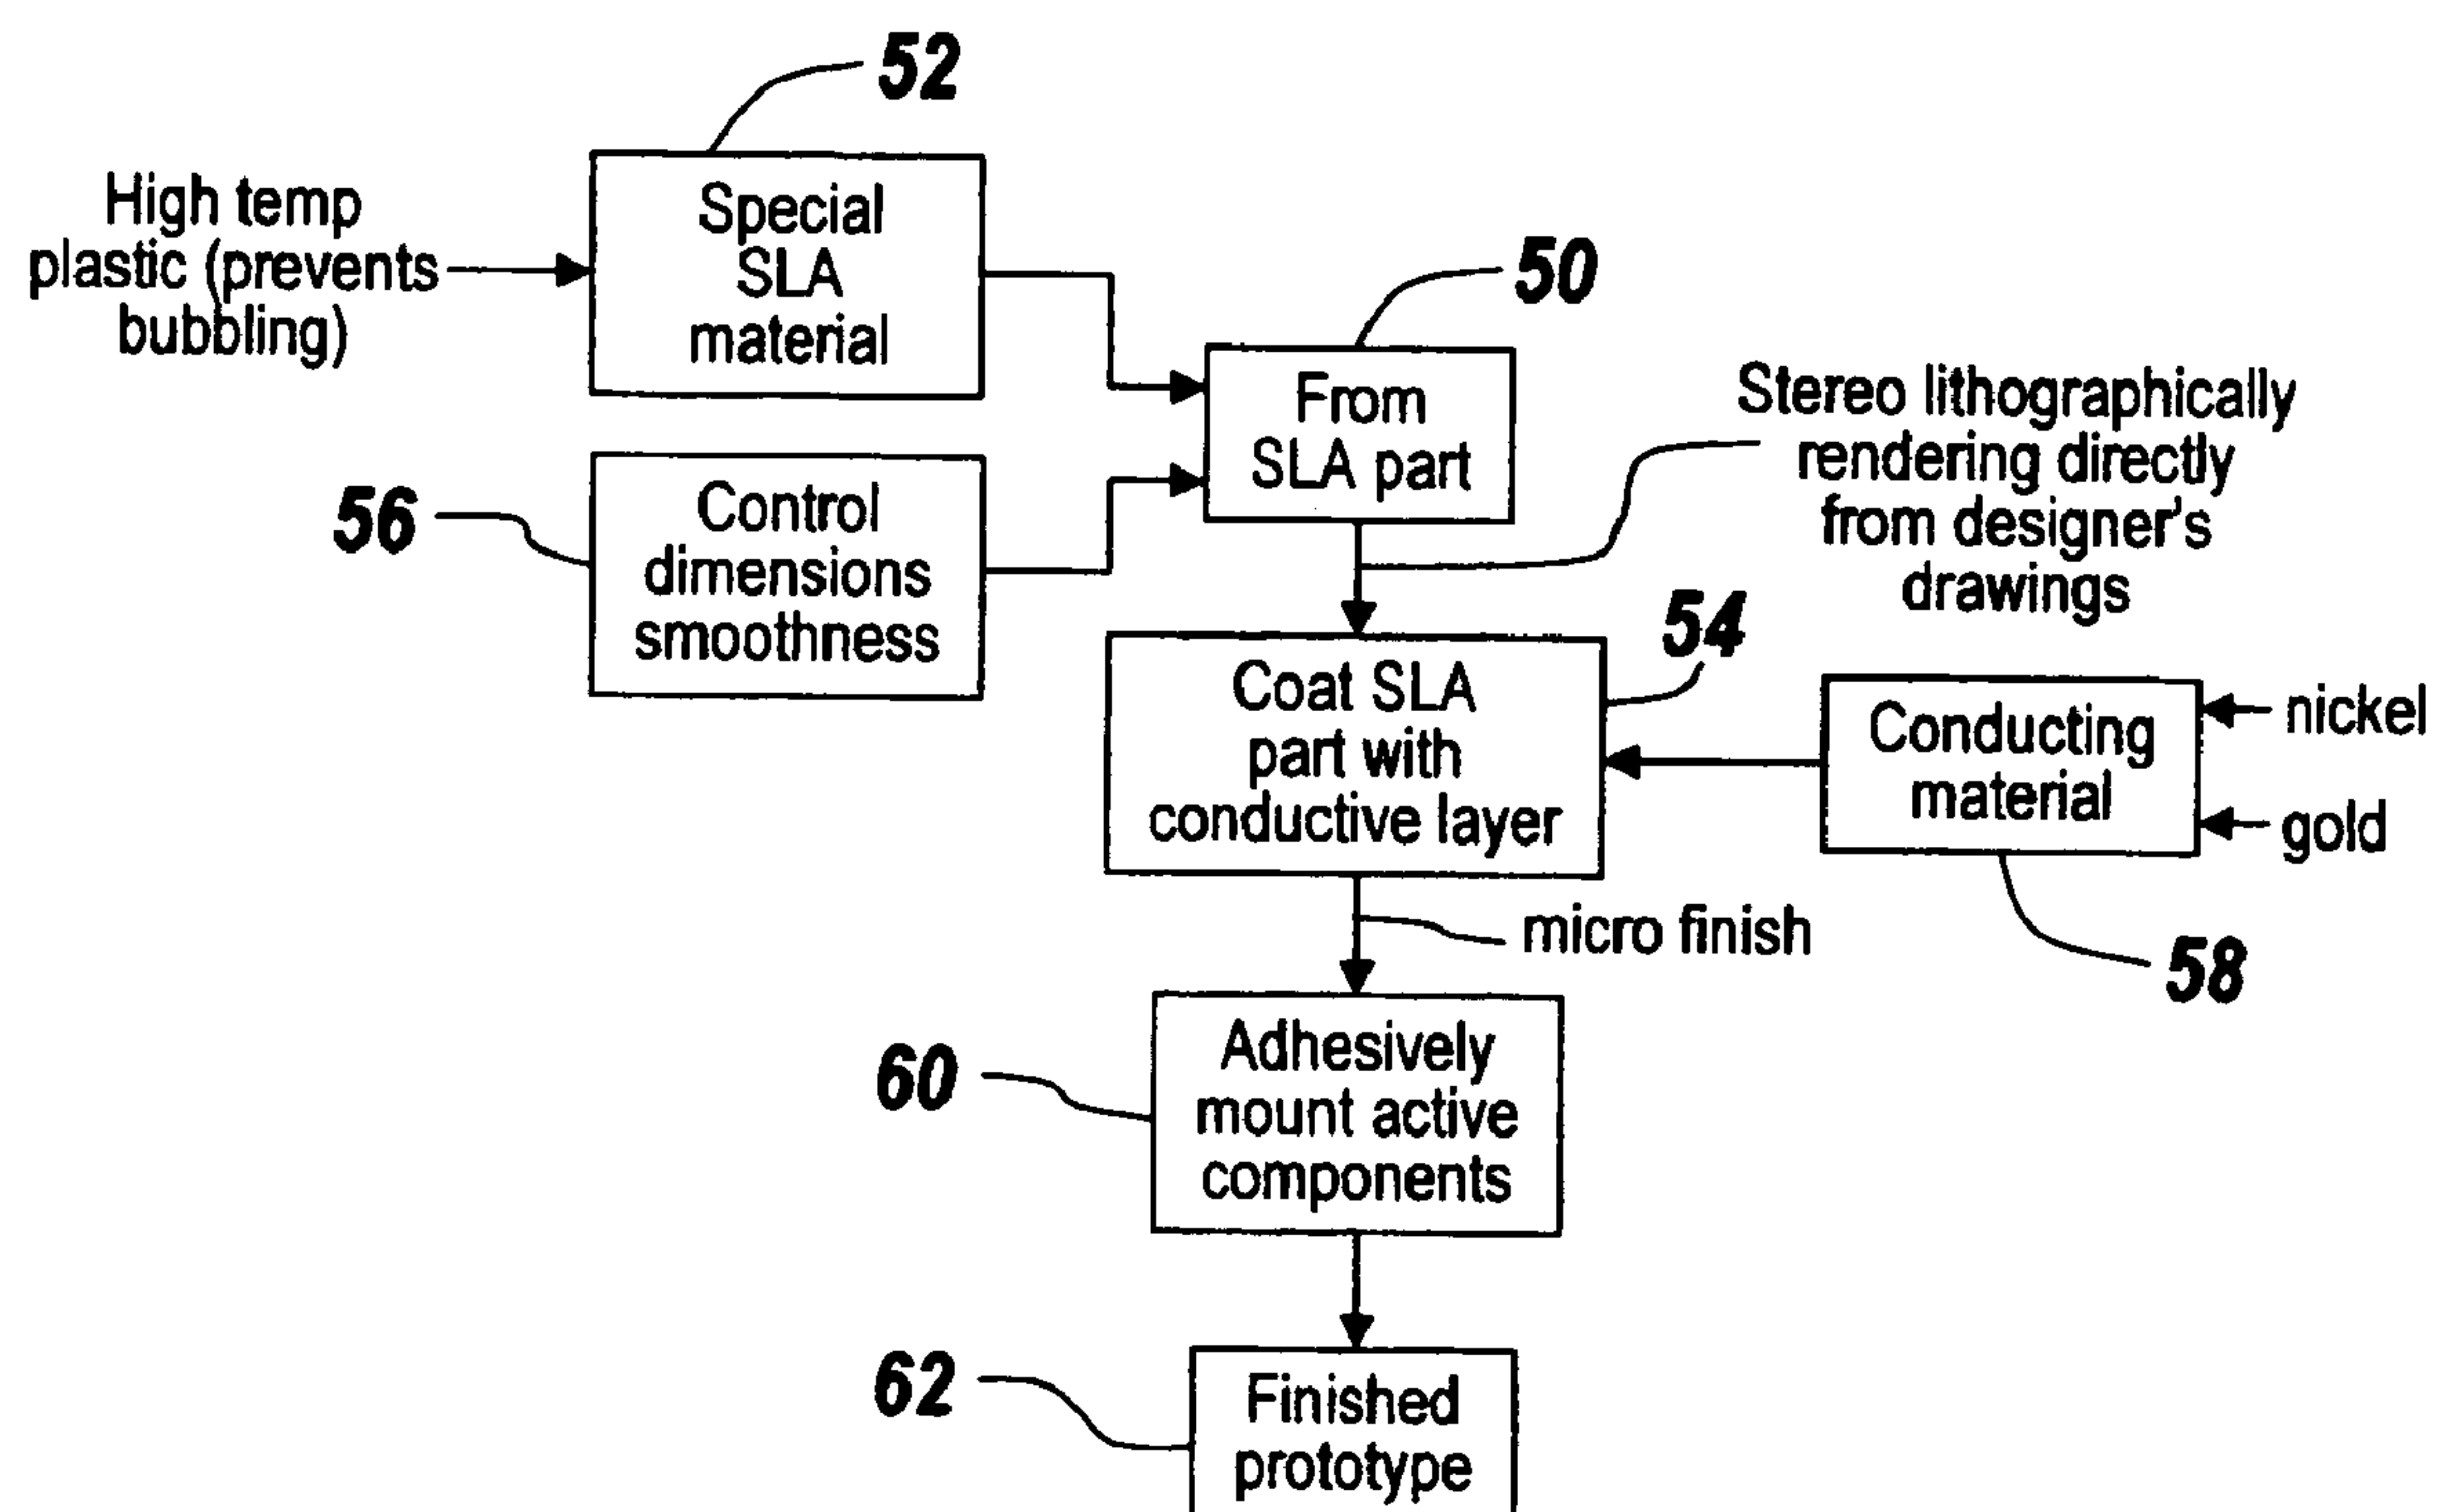 52
High temp
plastic (prevents
bubbling)
Special
SLA
material
50
From
SLA part
Stereo lithographically
rendering directly
from designer's
drawings
56
Control
dimensions
smoothness
54
Coat SLA
part with
conductive layer
Conducting
material
nickel
gold
58
micro finish
60
Adhesively
mount active
components
62
Finished
prototype